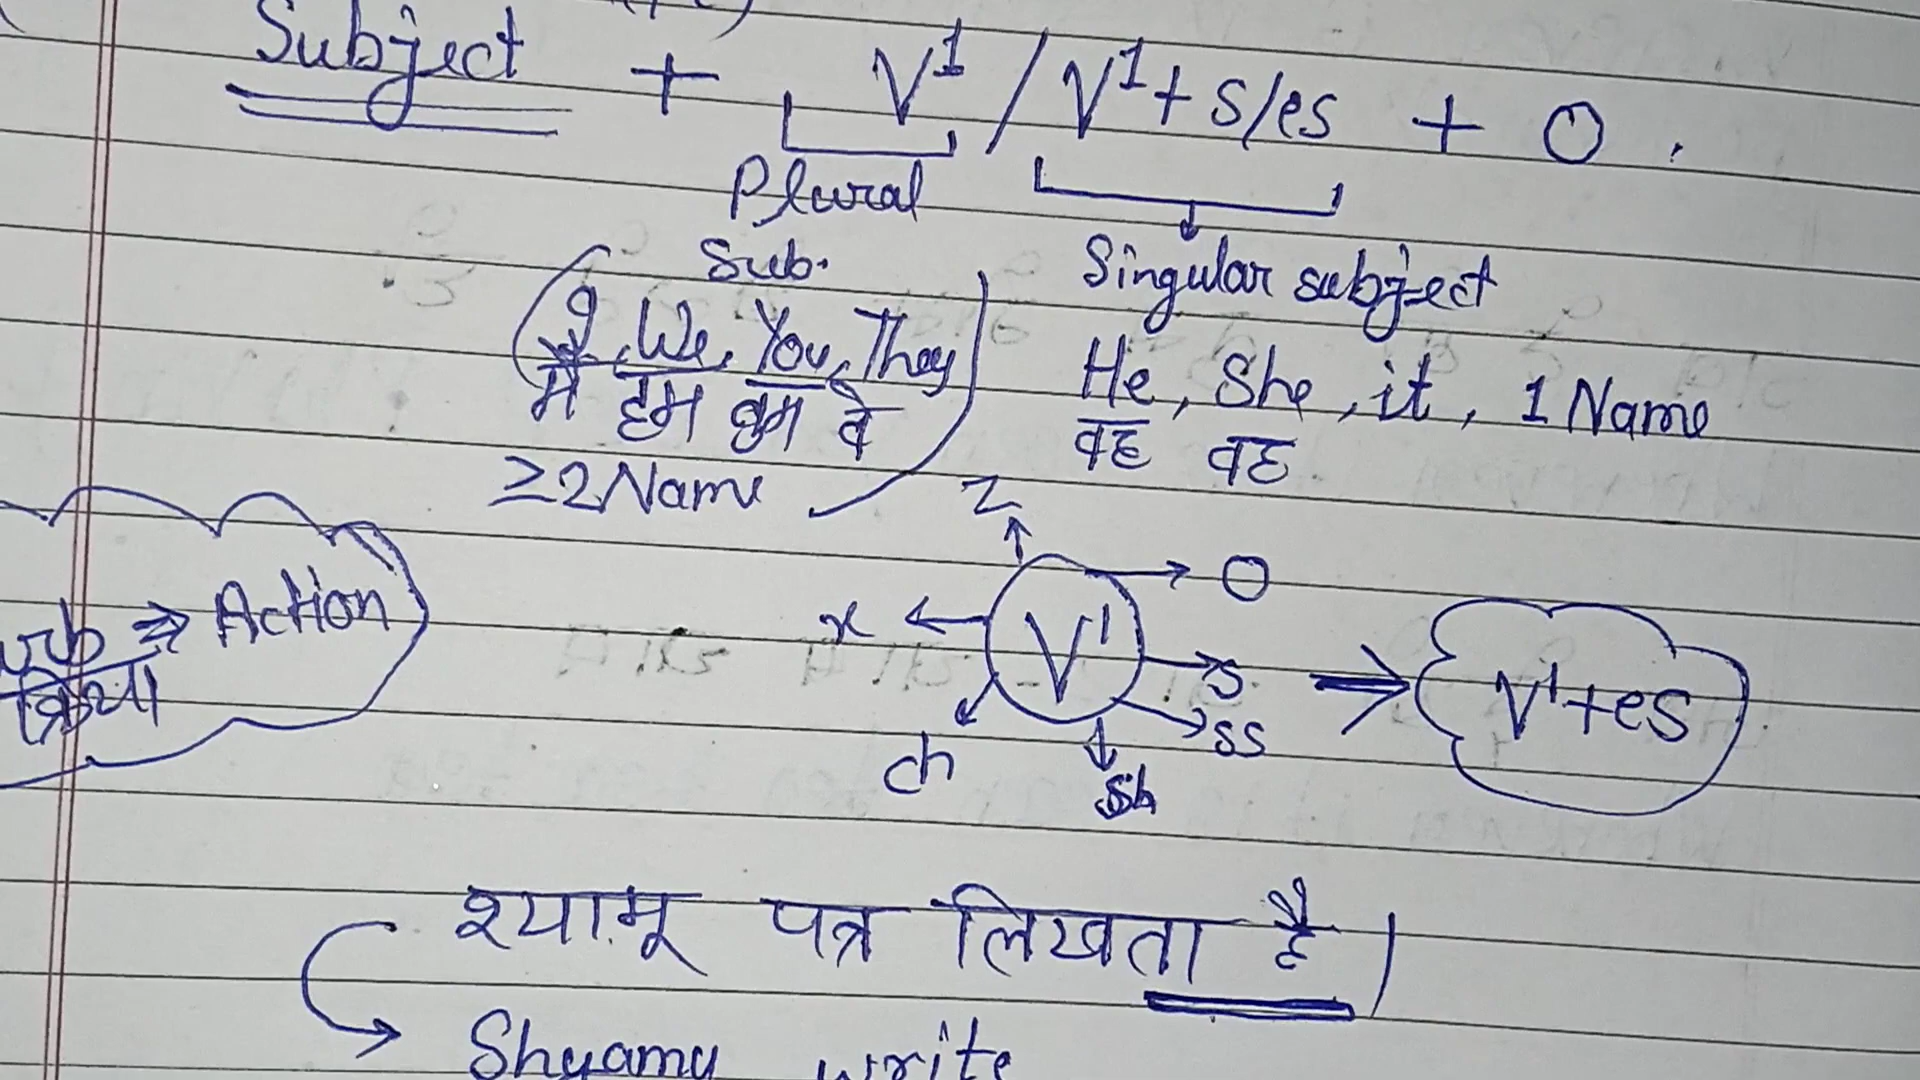 Subject + V¹ / V¹ + s/es + O.
Plural
Sub.
Singular subject
I, We, You, They
मैं हम तुम वे
He, She, it, 1 Name
वह वह
≥2 Name
z
O
x
V¹
s
ss
sh
ch
V¹+es
⇒ Action
क्रिया
श्यामू पत्र लिखता है।
Shyamu write